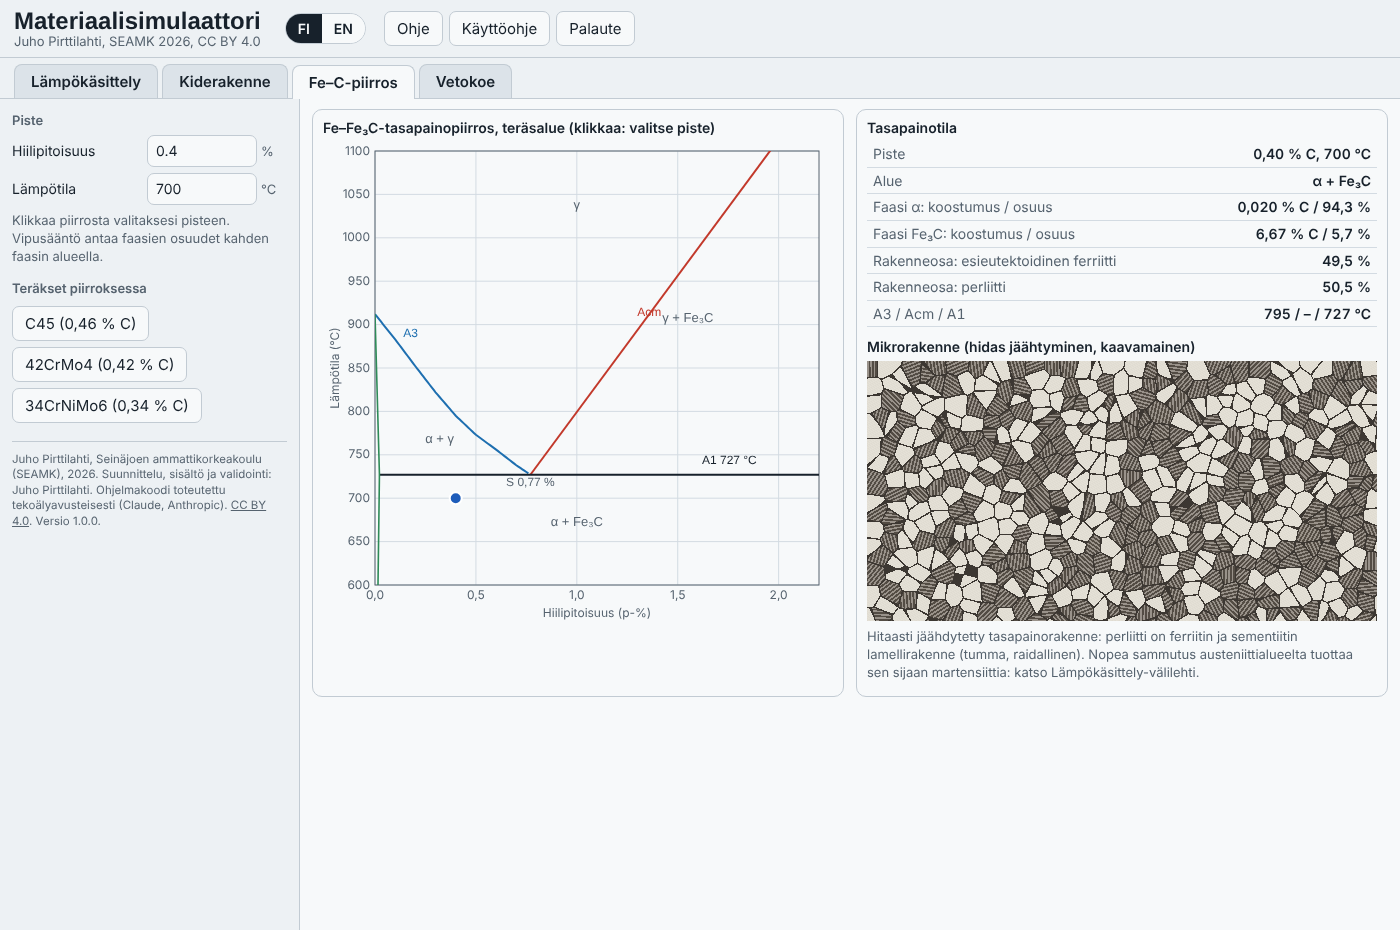 Materiaalisimulaattori
Juho Pirttilahti, SEAMK 2026, CC BY 4.0
FI EN
Ohje Käyttöohje Palaute
Lämpökäsittely Kiderakenne Fe–C-piirros Vetokoe
Piste
Hiilipitoisuus 0.4 %
Lämpötila 700 °C
Klikkaa piirrosta valitaksesi pisteen.
Vipusääntö antaa faasien osuudet kahden
faasin alueella.
Teräkset piirroksessa
C45 (0,46 % C)
42CrMo4 (0,42 % C)
34CrNiMo6 (0,34 % C)
Juho Pirttilahti, Seinäjoen ammattikorkeakoulu
(SEAMK), 2026. Suunnittelu, sisältö ja validointi:
Juho Pirttilahti. Ohjelmakoodi toteutettu
tekoälyavusteisesti (Claude, Anthropic). CC BY
4.0. Versio 1.0.0.
Fe–Fe₃C-tasapainopiirros, teräsalue (klikkaa: valitse piste)
1100
1050
1000
950
900
850
800
750
700
650
600
Lämpötila (°C)
γ
Acm
γ + Fe₃C
A3
α + γ
A1 727 °C
S 0,77 %
α + Fe₃C
0,0 0,5 1,0 1,5 2,0
Hiilipitoisuus (p-%)
Tasapainotila
Piste 0,40 % C, 700 °C
Alue α + Fe₃C
Faasi α: koostumus / osuus 0,020 % C / 94,3 %
Faasi Fe₃C: koostumus / osuus 6,67 % C / 5,7 %
Rakenneosa: esieutektoidinen ferriitti 49,5 %
Rakenneosa: perliitti 50,5 %
A3 / Acm / A1 795 / – / 727 °C
Mikrorakenne (hidas jäähtyminen, kaavamainen)
Hitaasti jäähdytetty tasapainorakenne: perliitti on ferriitin ja sementiitin
lamellirakenne (tumma, raidallinen). Nopea sammutus austeniittialueelta tuottaa
sen sijaan martensiittia: katso Lämpökäsittely-välilehti.